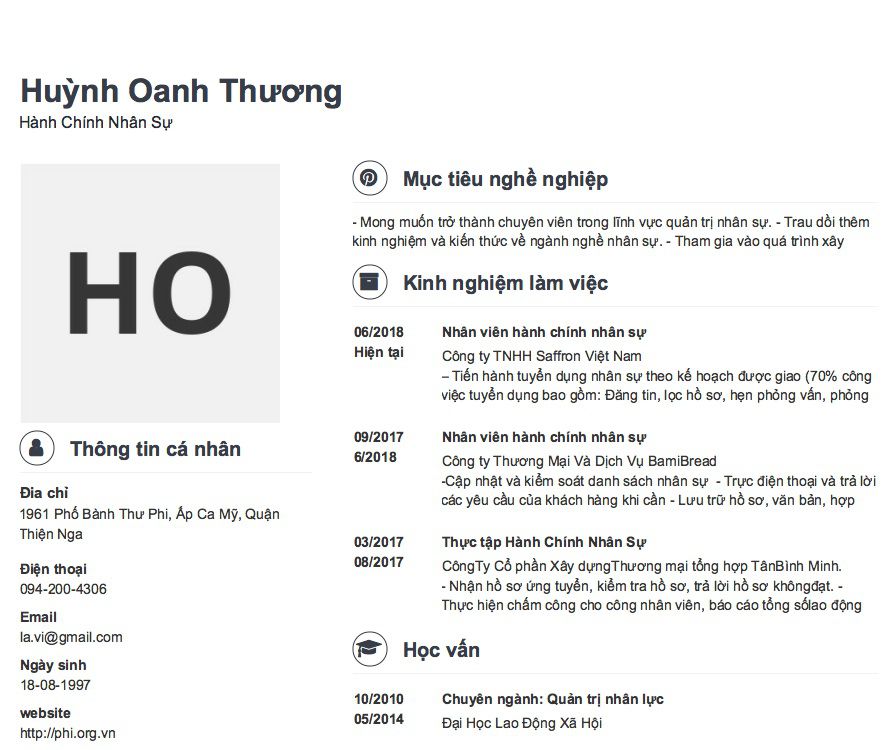 Huỳnh Oanh Thương
Hành Chính Nhân Sự
HO
Thông tin cá nhân
Đia chỉ
1961 Phố Bành Thư Phi, Ấp Ca Mỹ, Quận
Thiện Nga
Điện thoại
094-200-4306
Email
la.vi@gmail.com
Ngày sinh
18-08-1997
website
http://phi.org.vn
Mục tiêu nghề nghiệp
- Mong muốn trở thành chuyên viên trong lĩnh vực quản trị nhân sự. - Trau dồi thêm
kinh nghiệm và kiến thức về ngành nghề nhân sự. - Tham gia vào quá trình xây
Kinh nghiệm làm việc
06/2018
Hiện tại
Nhân viên hành chính nhân sự
Công ty TNHH Saffron Việt Nam
– Tiến hành tuyển dụng nhân sự theo kế hoạch được giao (70% công
việc tuyển dụng bao gồm: Đăng tin, lọc hồ sơ, hẹn phỏng vấn, phỏng
09/2017
6/2018
Nhân viên hành chính nhân sự
Công ty Thương Mại Và Dịch Vụ BamiBread
-Cập nhật và kiểm soát danh sách nhân sự - Trực điện thoại và trả lời
các yêu cầu của khách hàng khi cần - Lưu trữ hồ sơ, văn bản, hợp
03/2017
08/2017
Thực tập Hành Chính Nhân Sự
CôngTy Cổ phần Xây dựngThương mại tổng hợp TânBình Minh.
- Nhận hồ sơ ứng tuyển, kiểm tra hồ sơ, trả lời hồ sơ khôngđạt. -
Thực hiện chấm công cho công nhân viên, báo cáo tổng sốlao động
Học vấn
10/2010
05/2014
Chuyên ngành: Quản trị nhân lực
Đại Học Lao Động Xã Hội